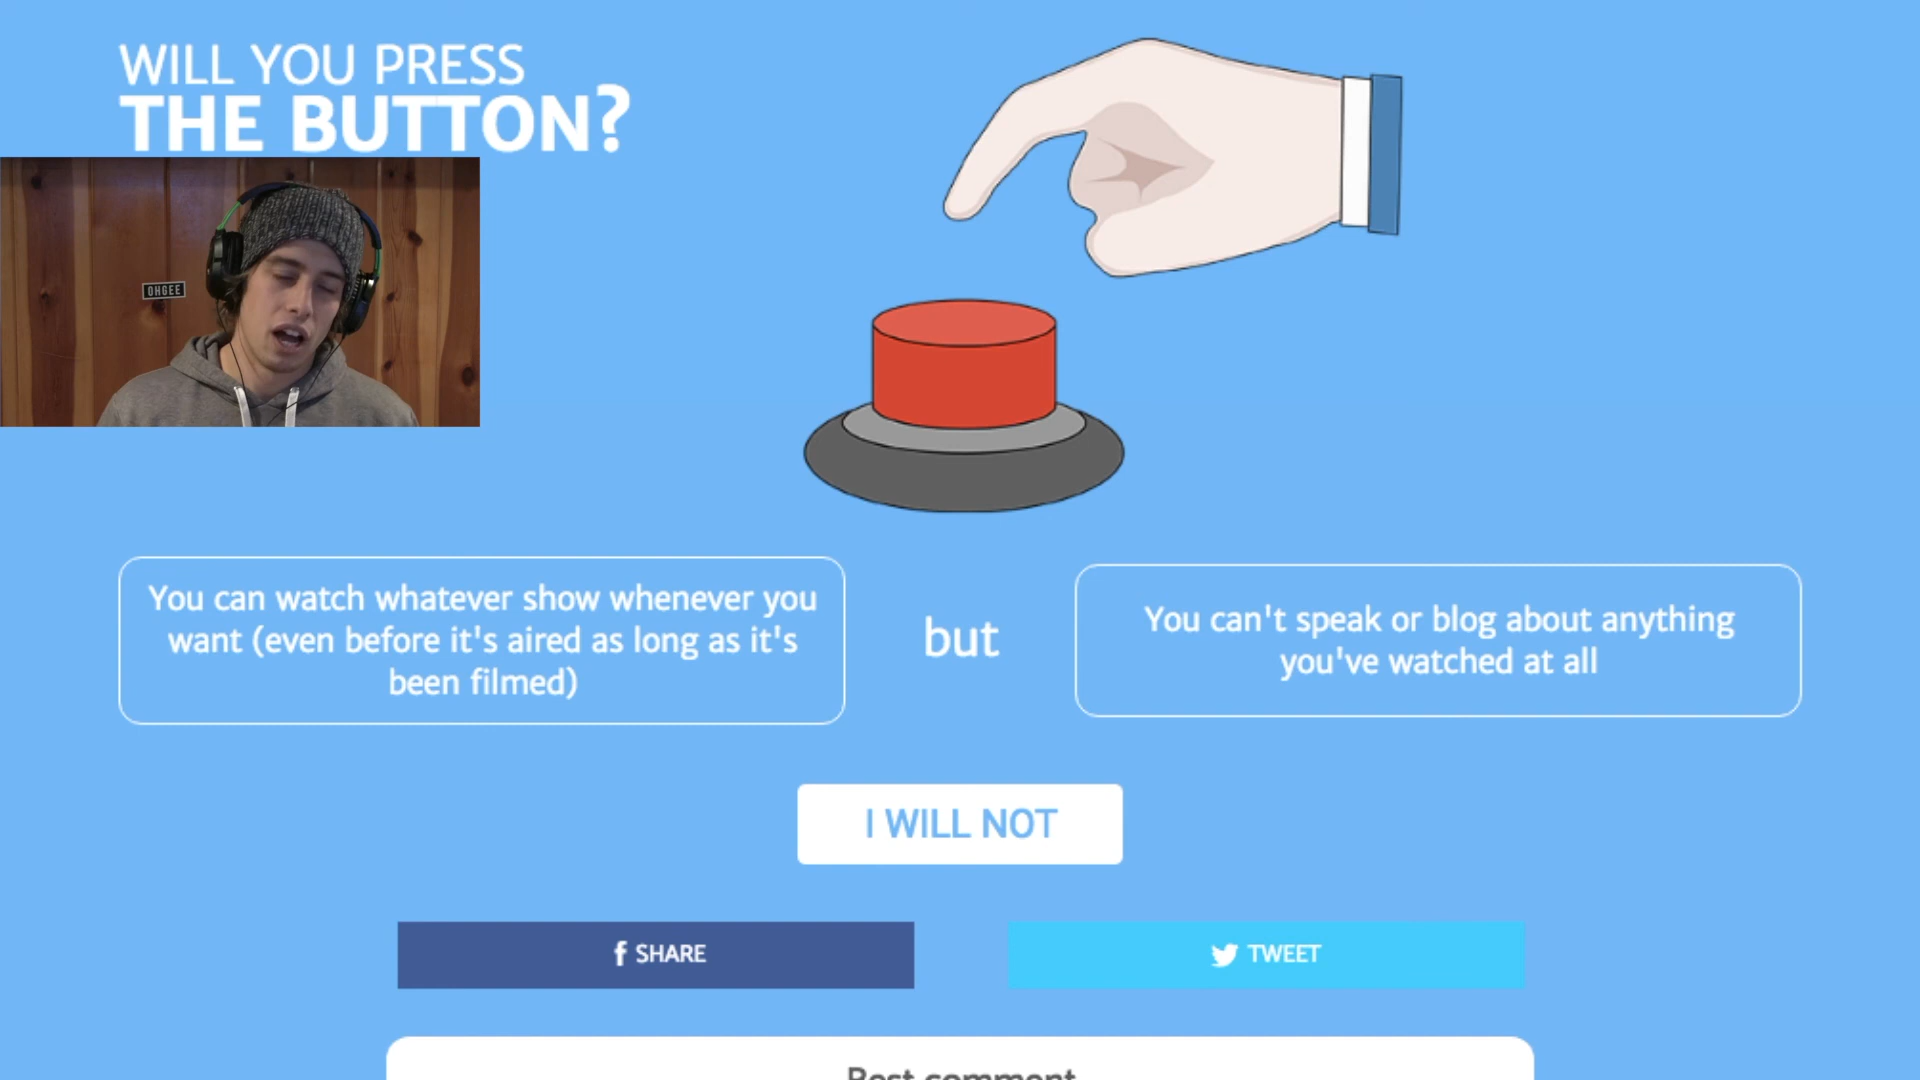 WILL YOU PRESS
THE BUTTON?
OHGEE
You can watch whatever show whenever you
want (even before it's aired as long as it's
been filmed)
but
You can't speak or blog about anything
you've watched at all
I WILL NOT
f SHARE
TWEET
Best comment